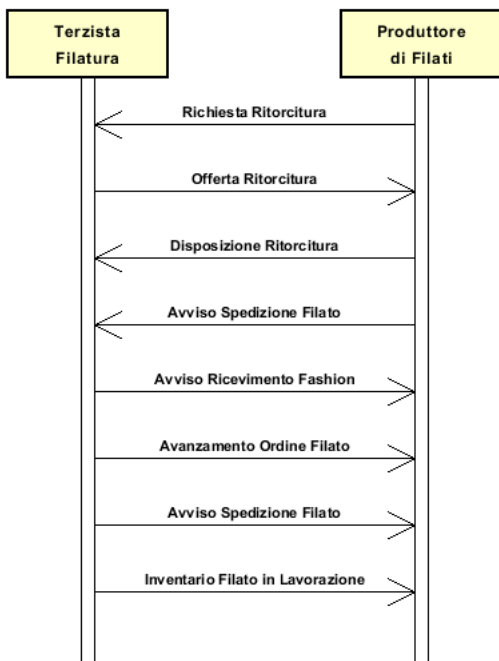 Terzista
Filatura
Produttore
di Filati
Richiesta Ritorcitura
Offerta Ritorcitura
Disposizione Ritorcitura
Avviso Spedizione Filato
Avviso Ricevimento Fashion
Avanzamento Ordine Filato
Avviso Spedizione Filato
Inventario Filato in Lavorazione